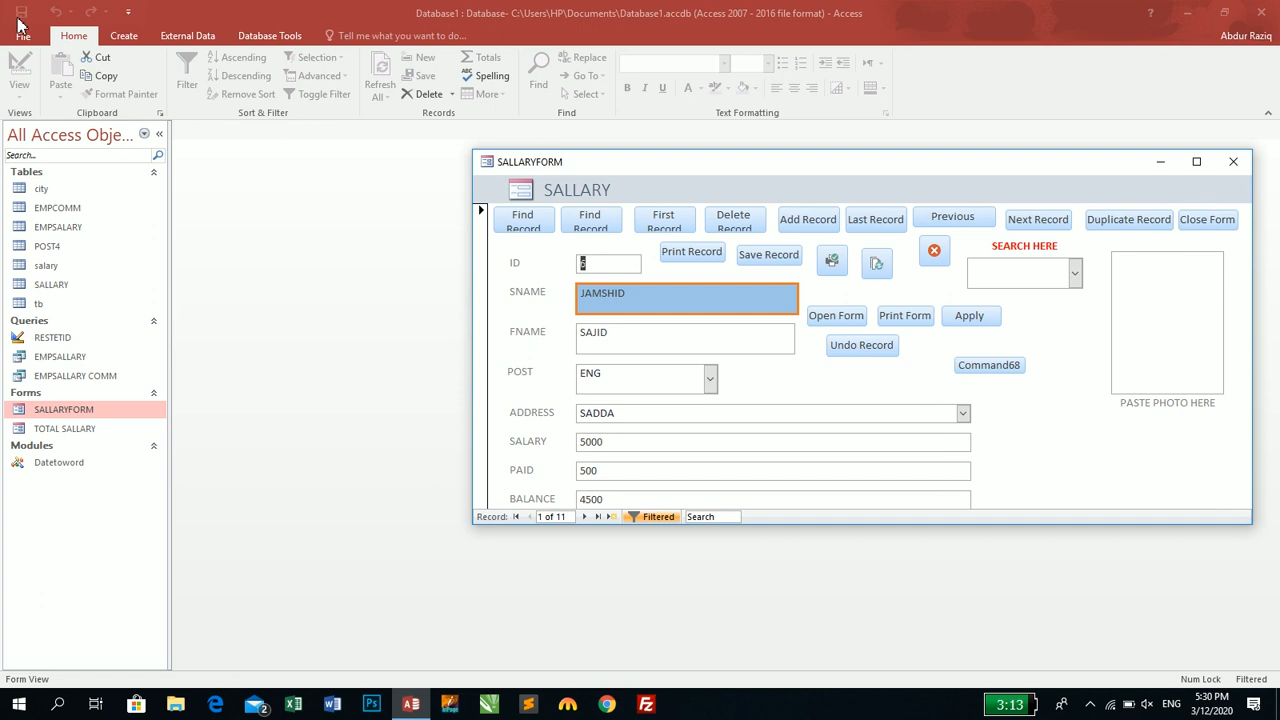 Database1 : Database- C:\Users\HP\Documents\Database1.accdb (Access 2007 - 2016 file format) - Access
File Home Create External Data Database Tools Tell me what you want to do... Abdur Raziq
View
Views
Paste
Cut
Copy
Format Painter
Clipboard
Filter
Ascending
Descending
Remove Sort
Selection
Advanced
Toggle Filter
Sort & Filter
Refresh
All
New
Save
Delete
Totals
Spelling
More
Records
Find
Replace
Go To
Select
Find
B I U A
Text Formatting
All Access Obje...
Search...
Tables
city
EMPCOMM
EMPSALARY
POST4
salary
SALLARY
tb
Queries
RESTETID
EMPSALLARY
EMPSALLARY COMM
Forms
SALLARYFORM
TOTAL SALLARY
Modules
Datetoword
SALLARYFORM
SALLARY
Find Record
Find Record
First Record
Delete Record
Add Record
Last Record
Previous
Next Record
Duplicate Record
Close Form
Print Record
Save Record
SEARCH HERE
ID
SNAME JAMSHID
Open Form
Print Form
Apply
FNAME SAJID
Undo Record
Command68
POST ENG
PASTE PHOTO HERE
ADDRESS SADDA
SALARY 5000
PAID 500
BALANCE 4500
Record: 1 of 11 Filtered Search
Form View Num Lock Filtered
2
Ps
3:13
ENG
5:30 PM
3/12/2020